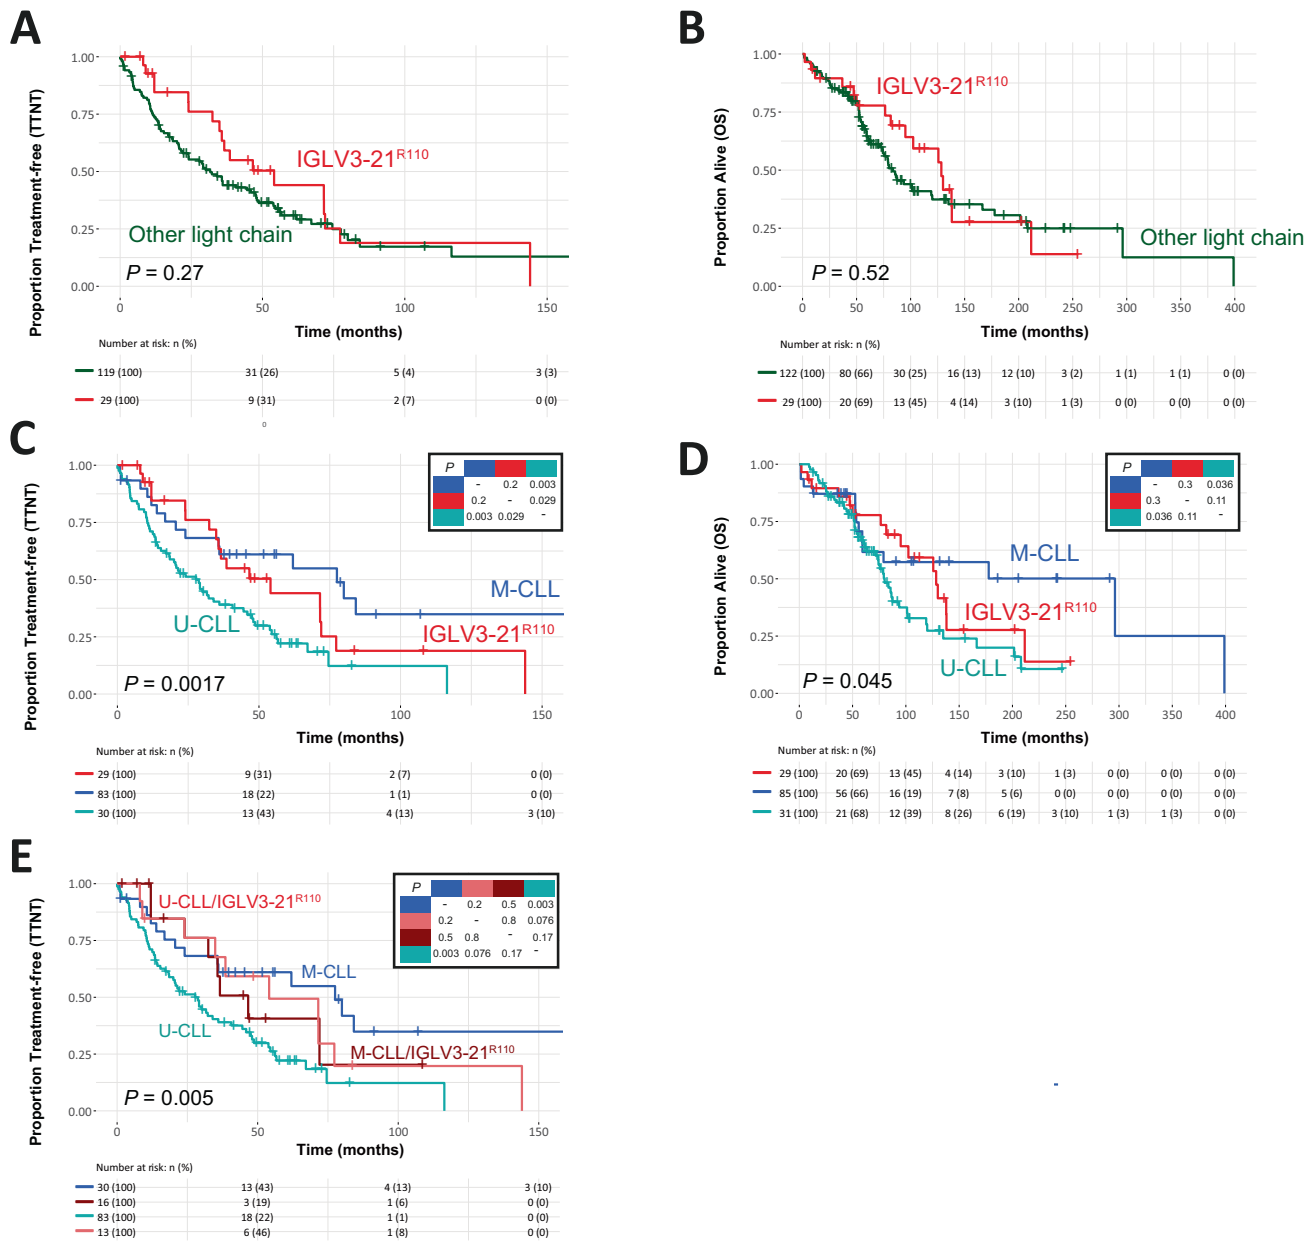 A
Proportion Treatment-free (TTNT)
1.00
0.75
0.50
0.25
0.00
IGLV3-21R110
Other light chain
P = 0.27
0 50 100 150
Time (months)
Number at risk: n (%)
119 (100) 31 (26) 5 (4) 3 (3)
29 (100) 9 (31) 2 (7) 0 (0)
0
B
Proportion Alive (OS)
1.00
0.75
0.50
0.25
0.00
IGLV3-21R110
Other light chain
P = 0.52
0 50 100 150 200 250 300 350 400
Time (months)
Number at risk: n (%)
122 (100) 80 (66) 30 (25) 16 (13) 12 (10) 3 (2) 1 (1) 1 (1) 0 (0)
29 (100) 20 (69) 13 (45) 4 (14) 3 (10) 1 (3) 0 (0) 0 (0) 0 (0)
C
Proportion Treatment-free (TTNT)
1.00
0.75
0.50
0.25
0.00
P
- 0.2 0.003
0.2 - 0.029
0.003 0.029 -
M-CLL
U-CLL
IGLV3-21R110
P = 0.0017
0 50 100 150
Time (months)
Number at risk: n (%)
29 (100) 9 (31) 2 (7) 0 (0)
83 (100) 18 (22) 1 (1) 0 (0)
30 (100) 13 (43) 4 (13) 3 (10)
D
Proportion Alive (OS)
1.00
0.75
0.50
0.25
0.00
P
- 0.3 0.036
0.3 - 0.11
0.036 0.11 -
M-CLL
IGLV3-21R110
U-CLL
P = 0.045
0 50 100 150 200 250 300 350 400
Time (months)
Number at risk: n (%)
29 (100) 20 (69) 13 (45) 4 (14) 3 (10) 1 (3) 0 (0) 0 (0) 0 (0)
85 (100) 56 (66) 16 (19) 7 (8) 5 (6) 0 (0) 0 (0) 0 (0) 0 (0)
31 (100) 21 (68) 12 (39) 8 (26) 6 (19) 3 (10) 1 (3) 1 (3) 0 (0)
E
Proportion Treatment-free (TTNT)
1.00
0.75
0.50
0.25
0.00
P
- 0.2 0.5 0.003
0.2 - 0.8 0.076
0.5 0.8 - 0.17
0.003 0.076 0.17 -
U-CLL/IGLV3-21R110
M-CLL
U-CLL
M-CLL/IGLV3-21R110
P = 0.005
0 50 100 150
Time (months)
Number at risk: n (%)
30 (100) 13 (43) 4 (13) 3 (10)
16 (100) 3 (19) 1 (6) 0 (0)
83 (100) 18 (22) 1 (1) 0 (0)
13 (100) 6 (46) 1 (8) 0 (0)